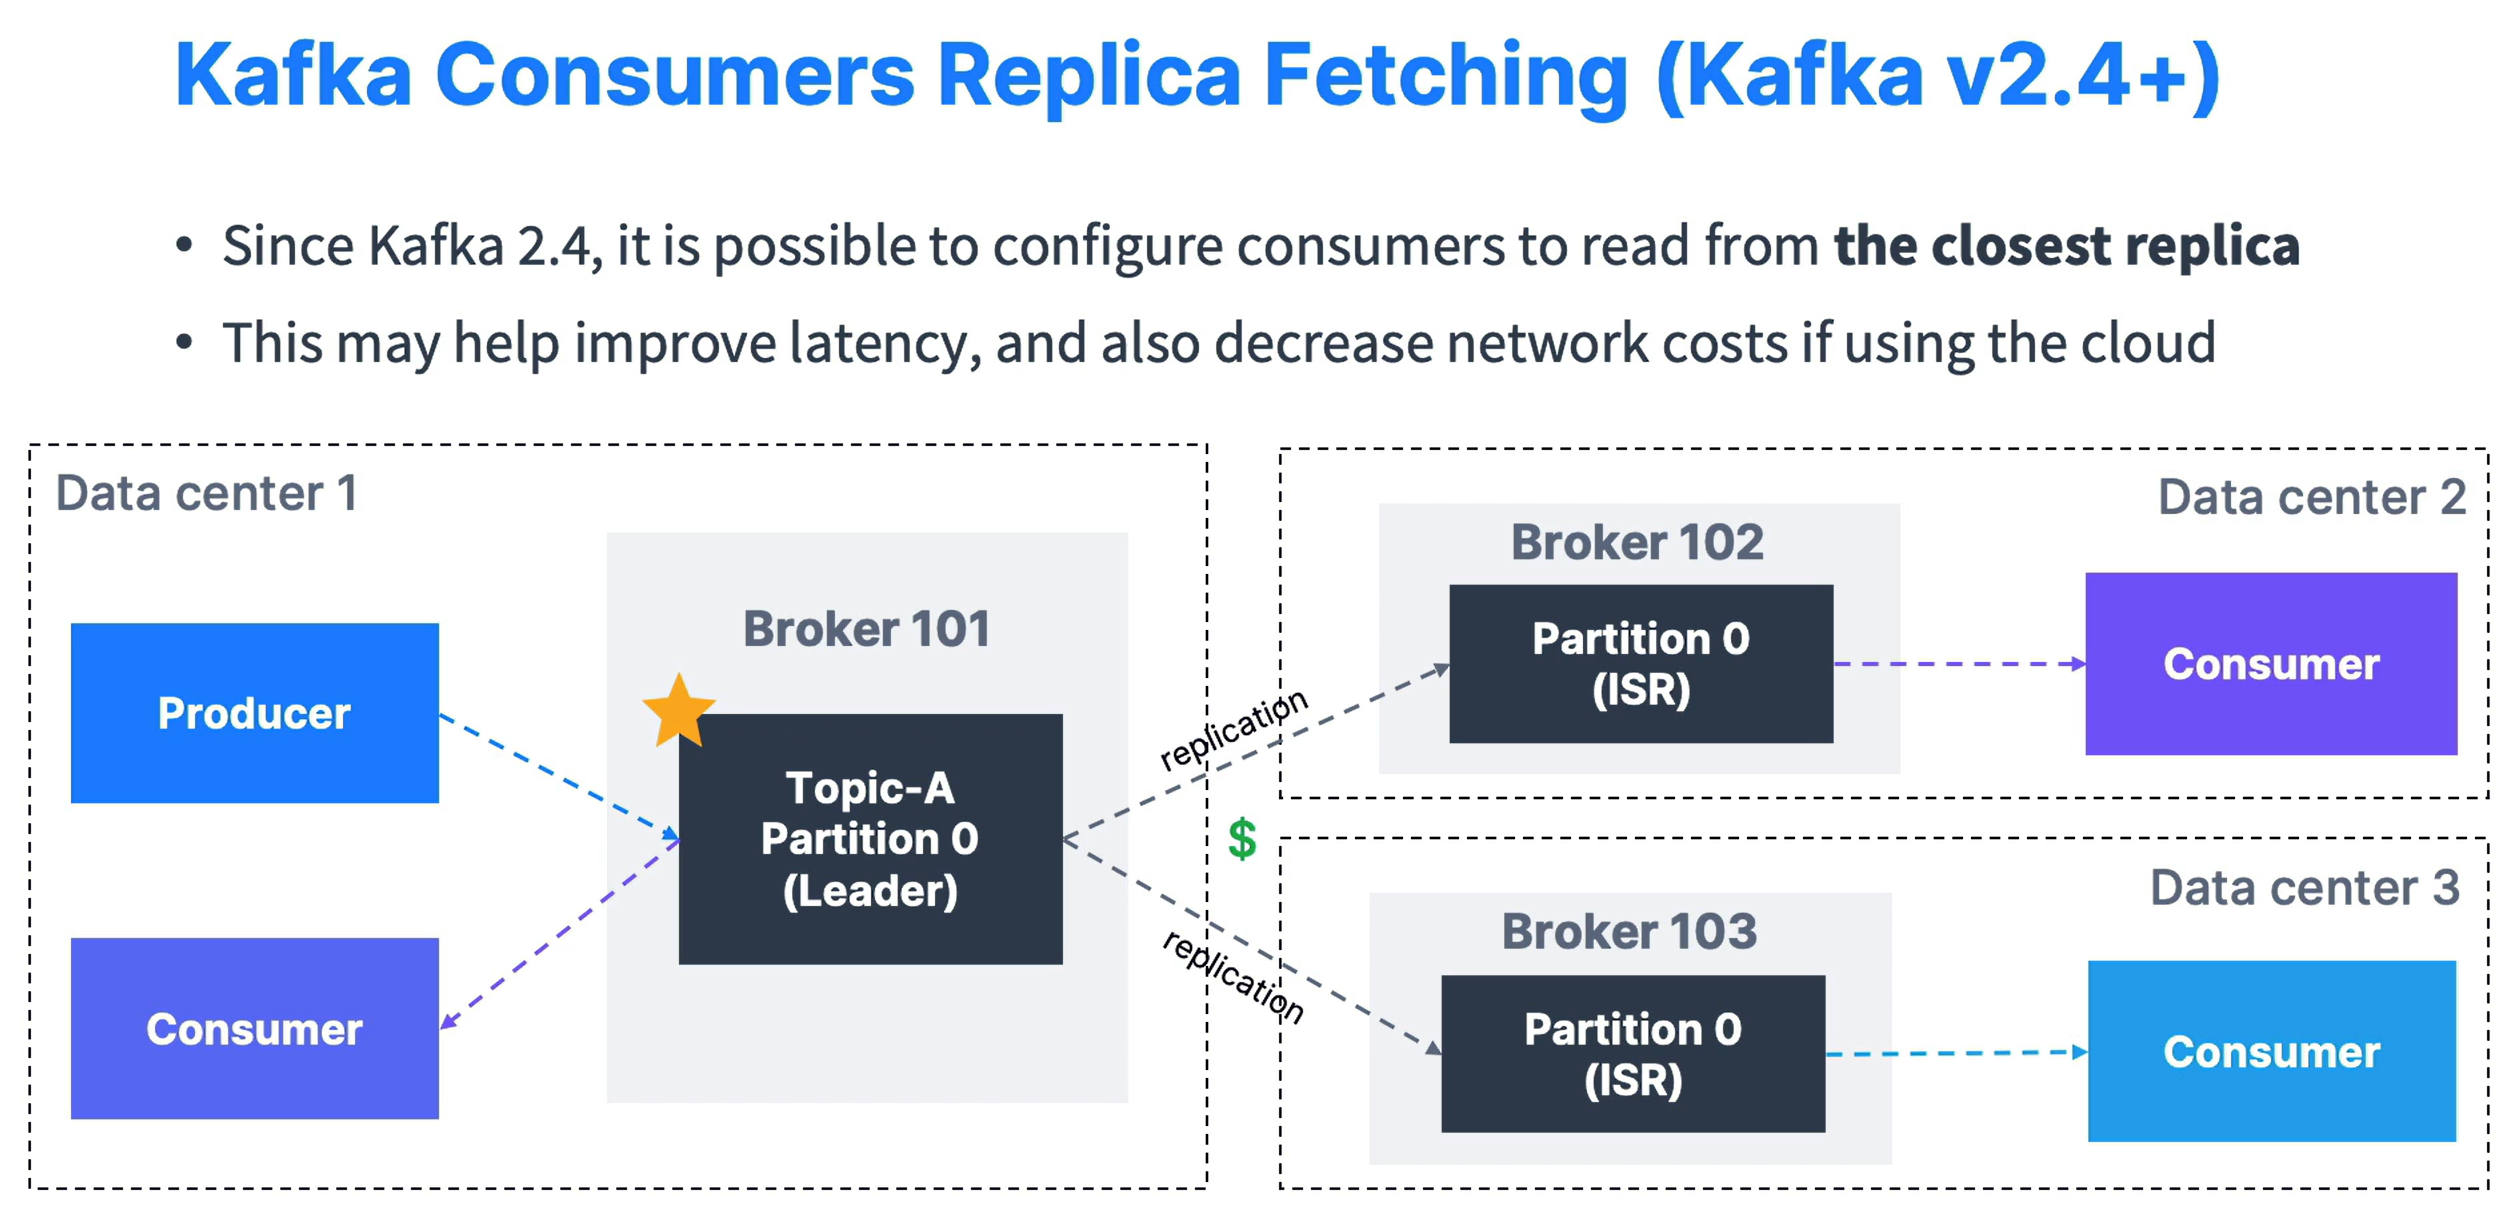 Kafka Consumers Replica Fetching (Kafka v2.4+)
• Since Kafka 2.4, it is possible to configure consumers to read from the closest replica
• This may help improve latency, and also decrease network costs if using the cloud
Data center 1
Producer
Consumer
Broker 101
Topic-A
Partition 0
(Leader)
replication
$
replication
Data center 2
Broker 102
Partition 0
(ISR)
Consumer
Data center 3
Broker 103
Partition 0
(ISR)
Consumer